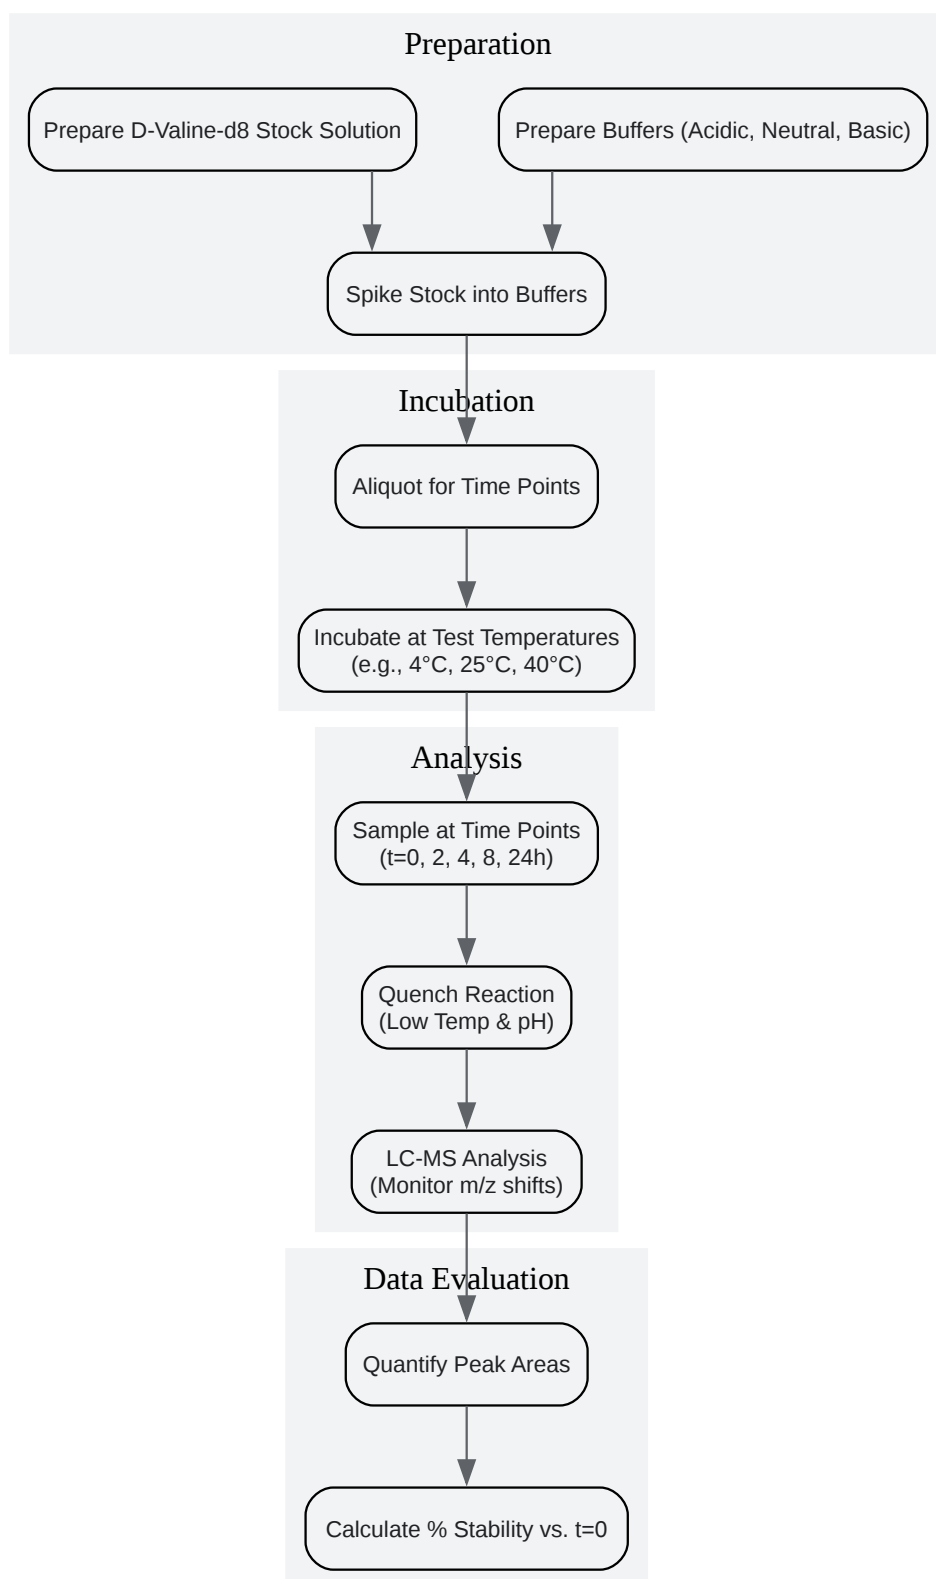 Preparation
Prepare D-Valine-d8 Stock Solution
Prepare Buffers (Acidic, Neutral, Basic)
Spike Stock into Buffers
Incubation
Aliquot for Time Points
Incubate at Test Temperatures
(e.g., 4°C, 25°C, 40°C)
Analysis
Sample at Time Points
(t=0, 2, 4, 8, 24h)
Quench Reaction
(Low Temp & pH)
LC-MS Analysis
(Monitor m/z shifts)
Data Evaluation
Quantify Peak Areas
Calculate % Stability vs. t=0